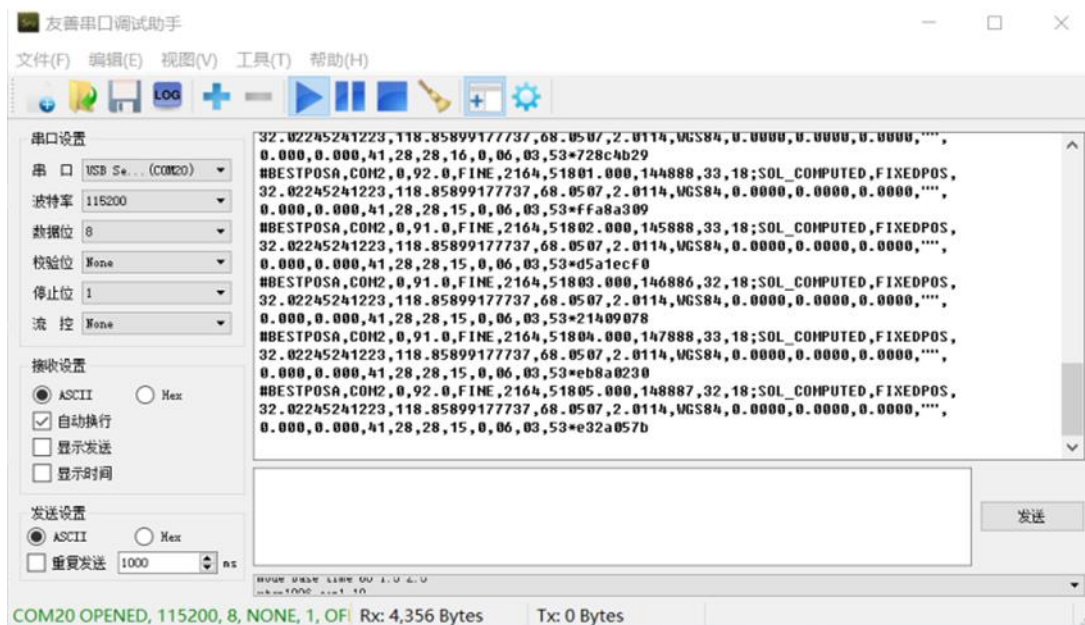 友善串口调试助手
文件(F) 编辑(E) 视图(V) 工具(T) 帮助(H)
LOG
串口设置
串 口 USB Se...(COM20)
波特率 115200
数据位 8
校验位 None
停止位 1
流 控 None
接收设置
ASCII Hex
自动换行
显示发送
显示时间
发送设置
ASCII Hex
重复发送 1000 ms
32.02245241223,118.85899177737,68.0507,2.0114,WGS84,0.0000,0.0000,0.0000,"",
0.000,0.000,41,28,28,16,0,06,03,53*728c4b29
#BESTPOSA,COM2,0,92.0,FINE,2164,51801.000,144888,33,18;SOL_COMPUTED,FIXEDPOS,
32.02245241223,118.85899177737,68.0507,2.0114,WGS84,0.0000,0.0000,0.0000,"",
0.000,0.000,41,28,28,15,0,06,03,53*ffa8a309
#BESTPOSA,COM2,0,91.0,FINE,2164,51802.000,145888,33,18;SOL_COMPUTED,FIXEDPOS,
32.02245241223,118.85899177737,68.0507,2.0114,WGS84,0.0000,0.0000,0.0000,"",
0.000,0.000,41,28,28,15,0,06,03,53*d5a1ecf0
#BESTPOSA,COM2,0,91.0,FINE,2164,51803.000,146886,32,18;SOL_COMPUTED,FIXEDPOS,
32.02245241223,118.85899177737,68.0507,2.0114,WGS84,0.0000,0.0000,0.0000,"",
0.000,0.000,41,28,28,15,0,06,03,53*21409078
#BESTPOSA,COM2,0,91.0,FINE,2164,51804.000,147888,33,18;SOL_COMPUTED,FIXEDPOS,
32.02245241223,118.85899177737,68.0507,2.0114,WGS84,0.0000,0.0000,0.0000,"",
0.000,0.000,41,28,28,15,0,06,03,53*eb8a0230
#BESTPOSA,COM2,0,92.0,FINE,2164,51805.000,148887,32,18;SOL_COMPUTED,FIXEDPOS,
32.02245241223,118.85899177737,68.0507,2.0114,WGS84,0.0000,0.0000,0.0000,"",
0.000,0.000,41,28,28,15,0,06,03,53*e32a057b
发送
mode base time 60 1.5 2.0
COM20 OPENED, 115200, 8, NONE, 1, OF Rx: 4,356 Bytes Tx: 0 Bytes